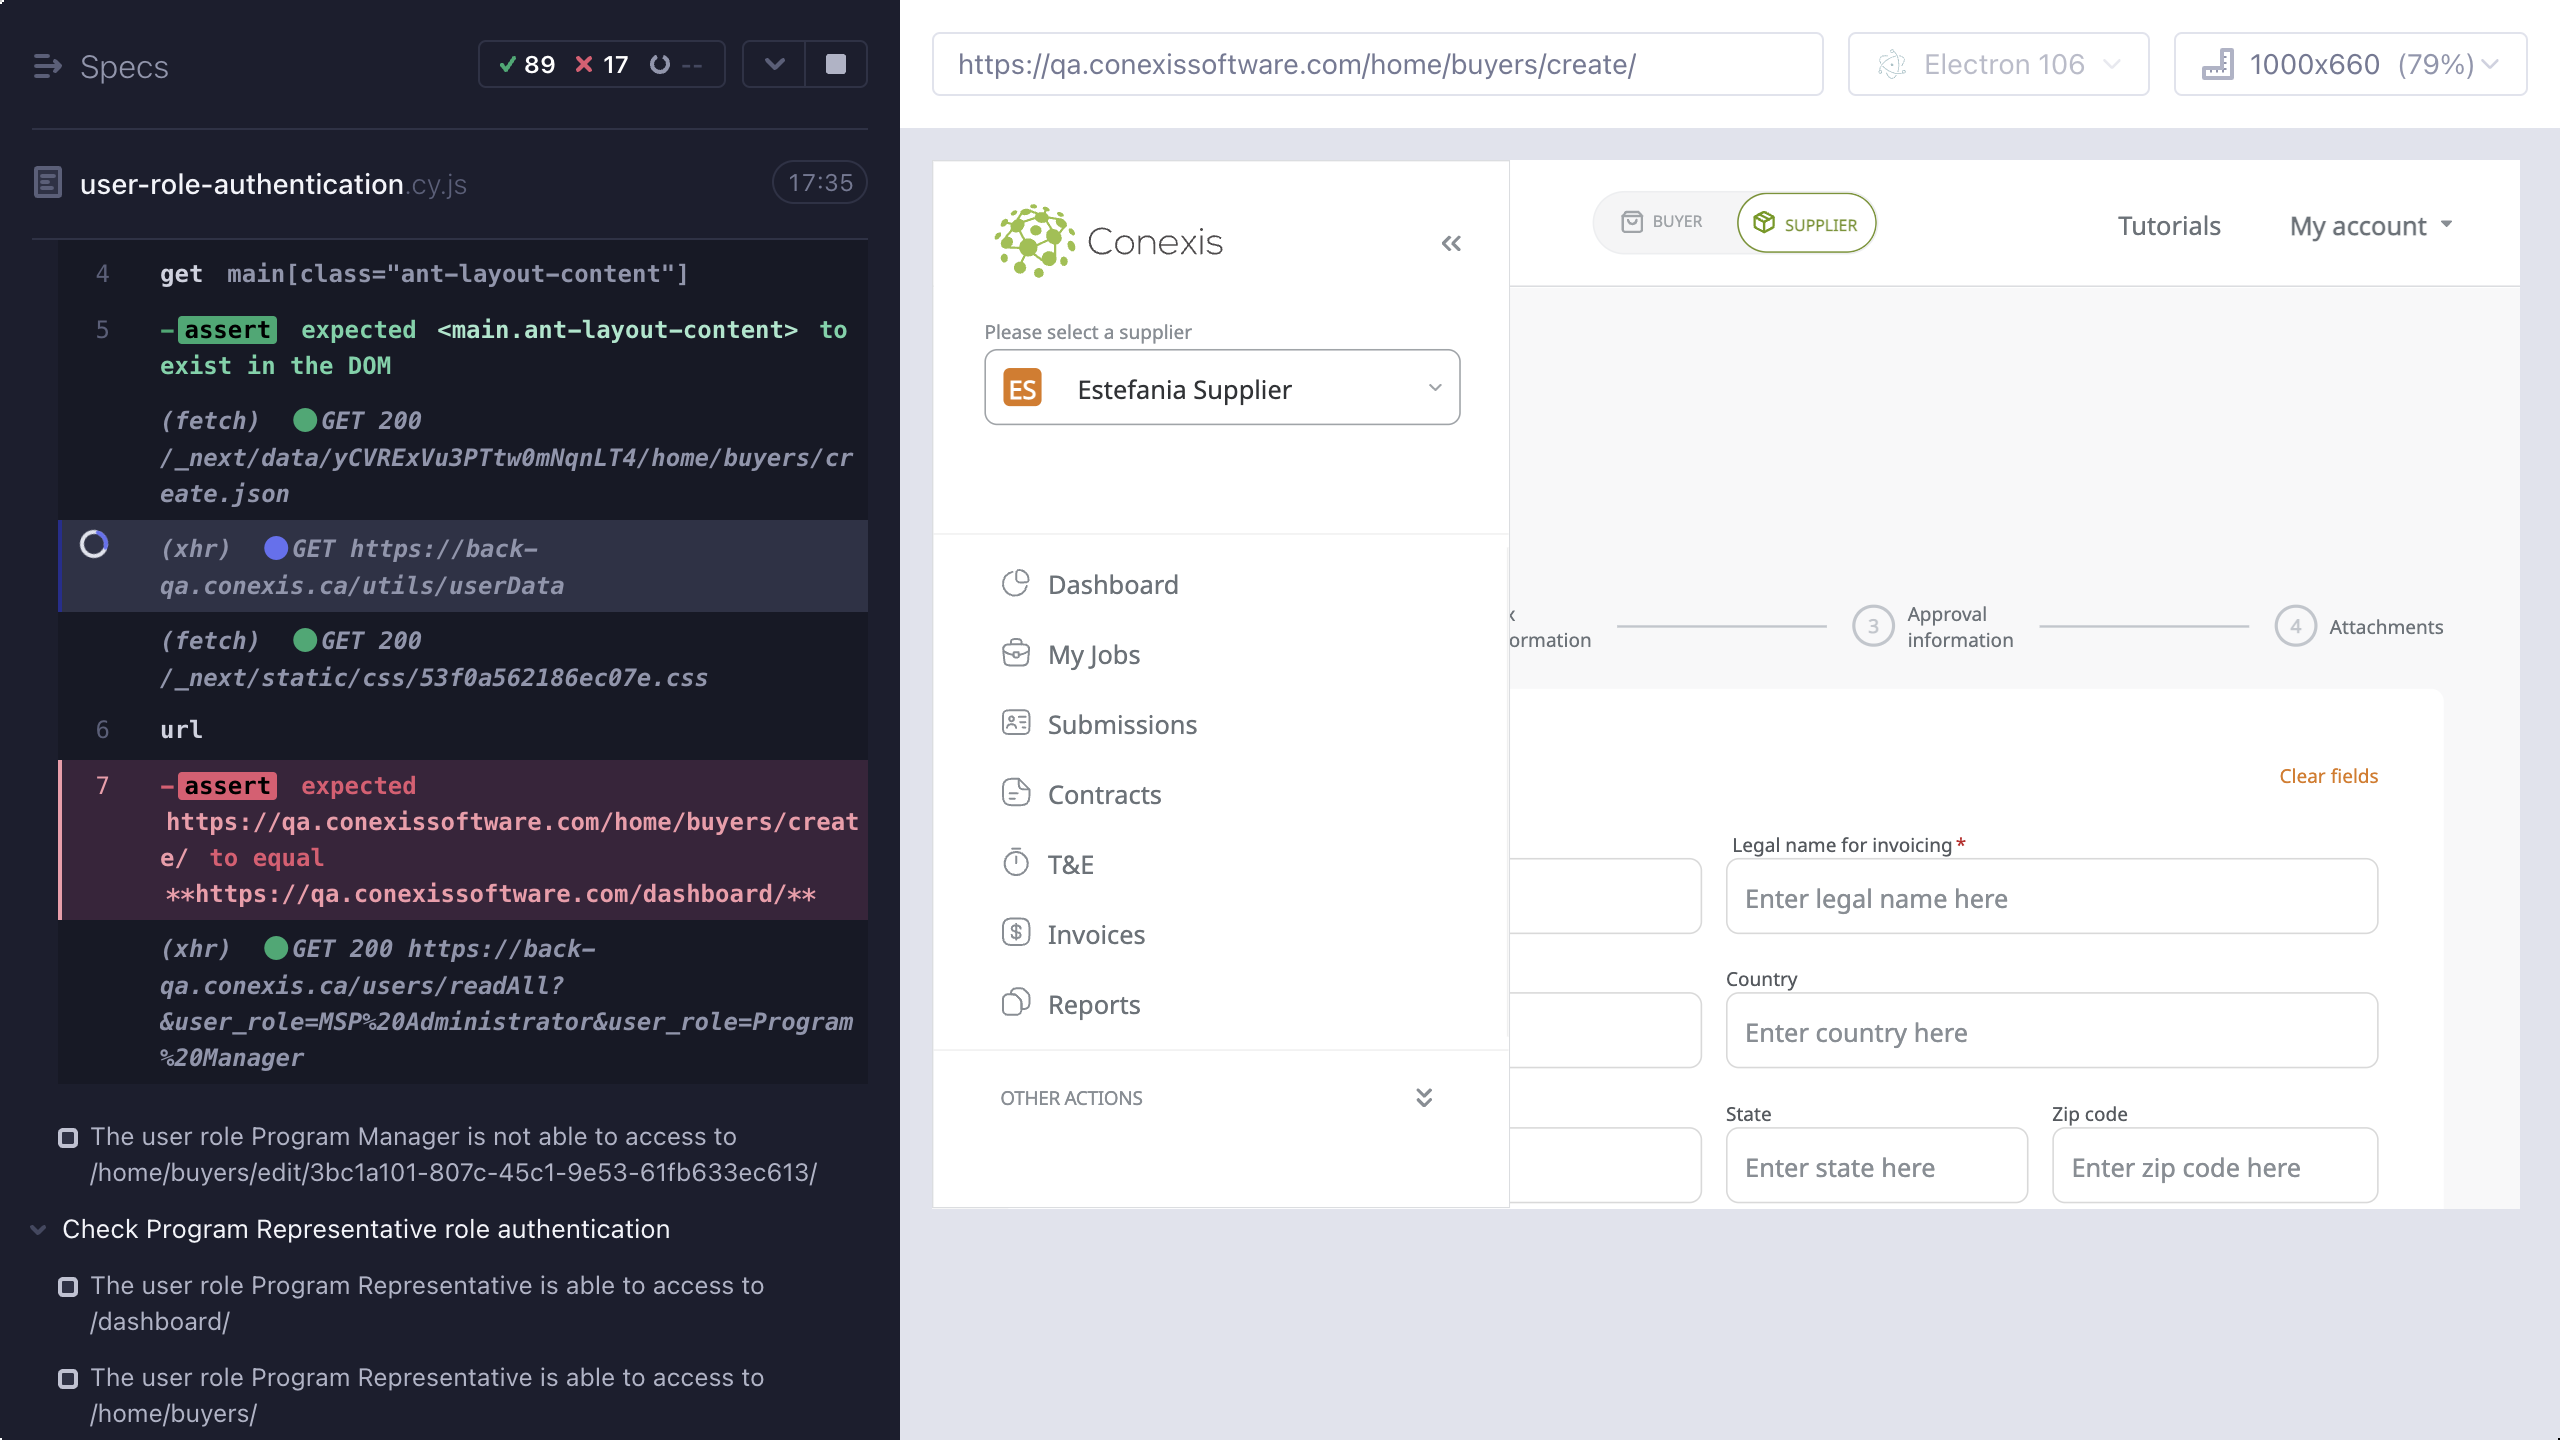 Specs
89 17 --
user-role-authentication.cy.js
17:35
4 get main[class="ant-layout-content"]
5 -assert expected <main.ant-layout-content> to
exist in the DOM
(fetch) GET 200
/_next/data/yCVRExVu3PTtw0mNqnLT4/home/buyers/cr
eate.json
(xhr) GET https://back-
qa.conexis.ca/utils/userData
(fetch) GET 200
/_next/static/css/53f0a562186ec07e.css
6 url
7 -assert expected
https://qa.conexissoftware.com/home/buyers/creat
e/ to equal
**https://qa.conexissoftware.com/dashboard/**
(xhr) GET 200 https://back-
qa.conexis.ca/users/readAll?
&user_role=MSP%20Administrator&user_role=Program
%20Manager
The user role Program Manager is not able to access to
/home/buyers/edit/3bc1a101-807c-45c1-9e53-61fb633ec613/
Check Program Representative role authentication
The user role Program Representative is able to access to
/dashboard/
The user role Program Representative is able to access to
/home/buyers/
https://qa.conexissoftware.com/home/buyers/create/
Electron 106
1000x660 (79%)
Conexis
Please select a supplier
ES Estefania Supplier
Dashboard
My Jobs
Submissions
Contracts
T&E
Invoices
Reports
OTHER ACTIONS
BUYER
SUPPLIER
Tutorials
My account
x
ormation
3
Approval
information
4
Attachments
Clear fields
Legal name for invoicing*
Enter legal name here
Country
Enter country here
State
Enter state here
Zip code
Enter zip code here